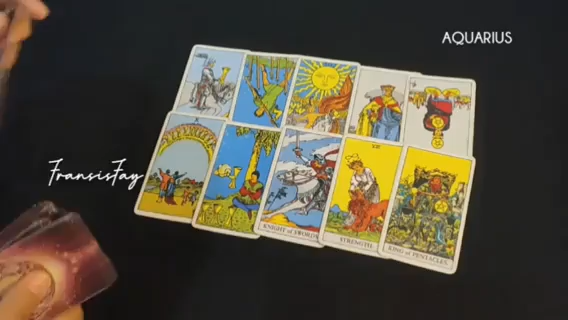 AQUARIUS
FransisFay
KNIGHT of SWORDS
STRENGTH
KING of PENTACLES